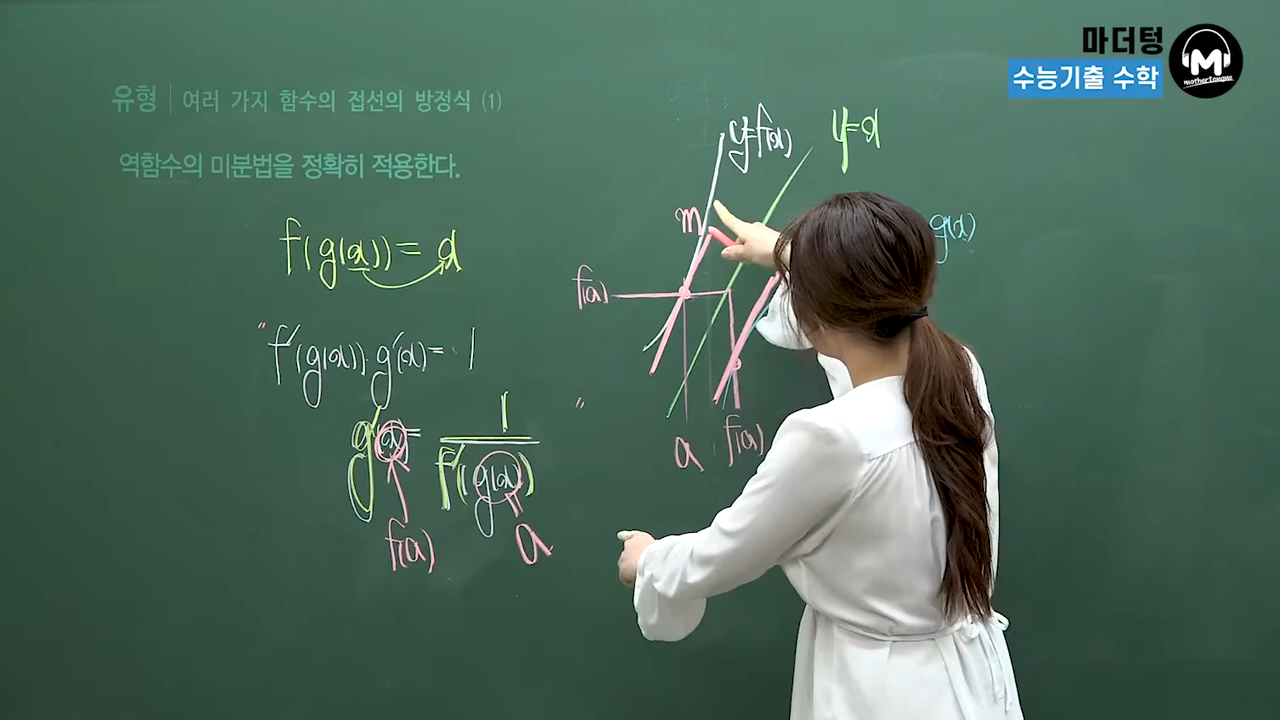 마더텅
수능기출 수학
M
mothertongue
유형 | 여러 가지 함수의 접선의 방정식 (1)
역함수의 미분법을 정확히 적용한다.
f(g(x))=x
"f'(g(x))·g'(x)=1
g'(x)=1/f'(g(x)) "
f(a)
a
y=f(x)
y=x
m
g(x)
f(a)
a
f(a)